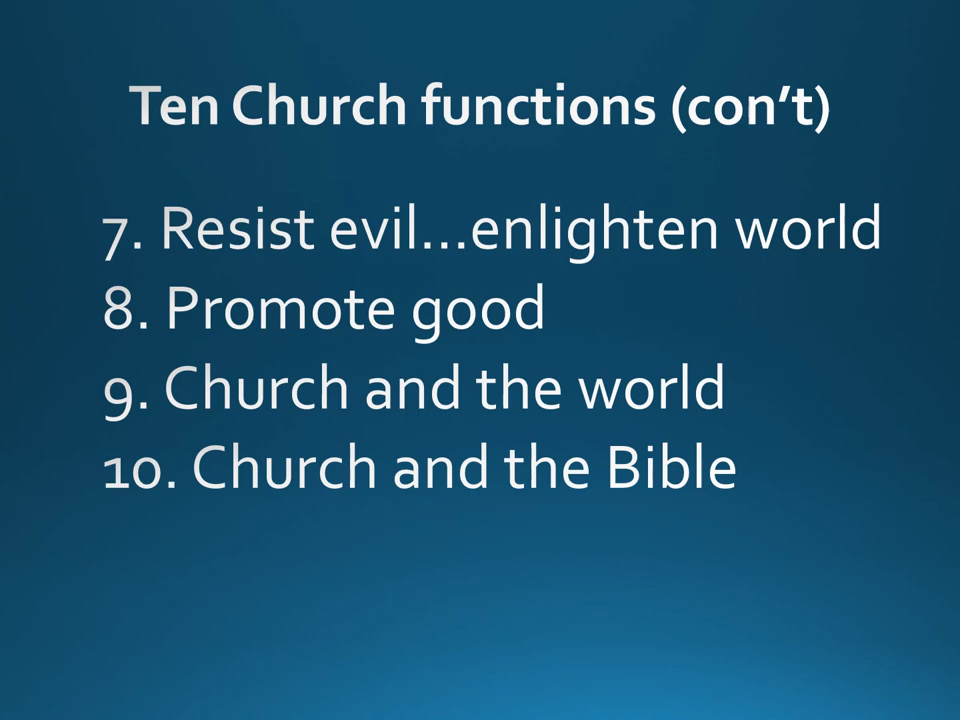 Ten Church functions (con’t)
7. Resist evil…enlighten world
8. Promote good
9. Church and the world
10. Church and the Bible